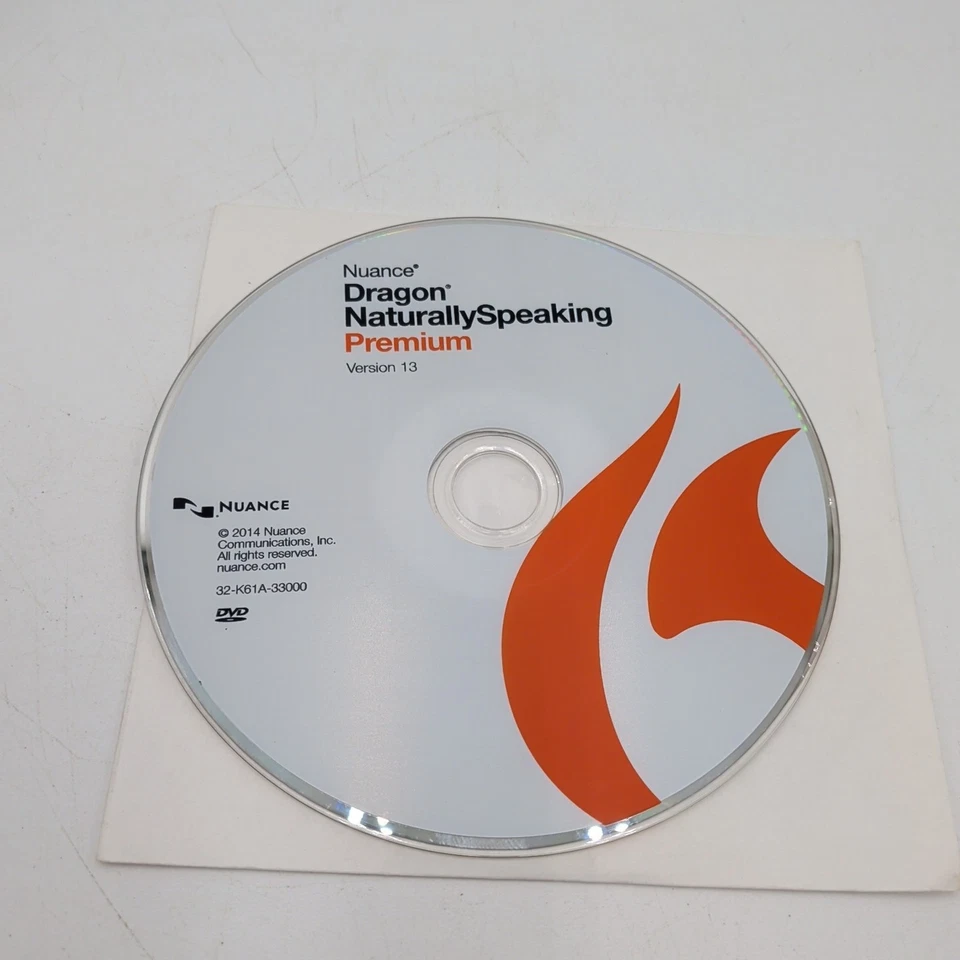 Nuance®
Dragon®
NaturallySpeaking
Premium
Version 13
NUANCE®
© 2014 Nuance
Communications, Inc.
All rights reserved.
nuance.com
32-K61A-33000
DVD